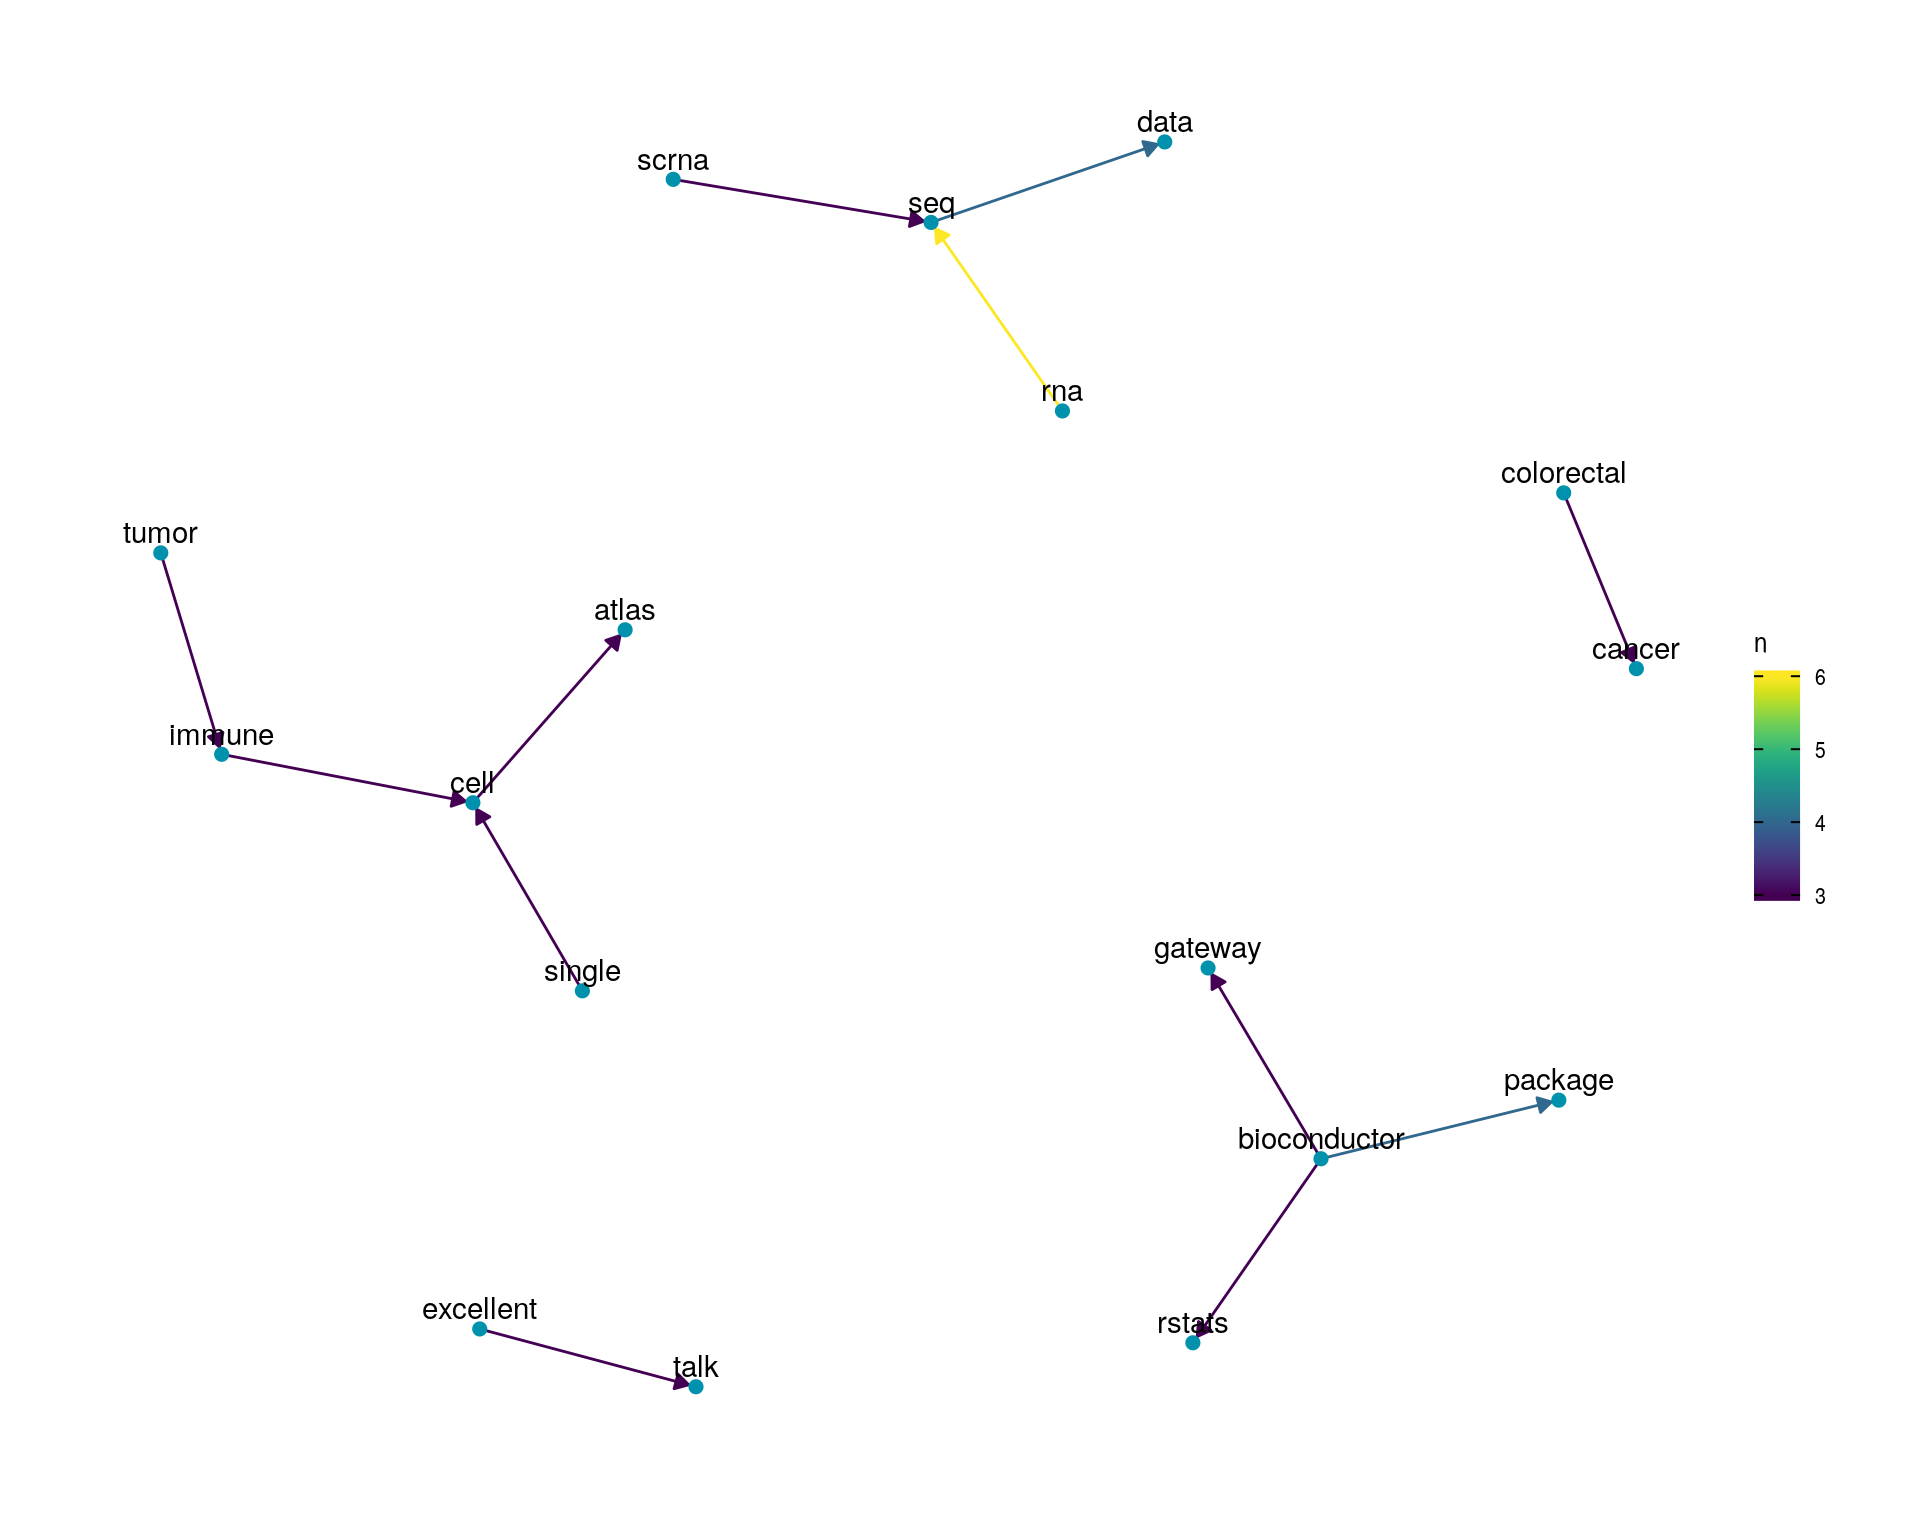 data
scrna
seq
rna
colorectal
tumor
atlas
cancer
immune
cell
single
gateway
package
bioconductor
excellent
rstats
talk
n
6
5
4
3